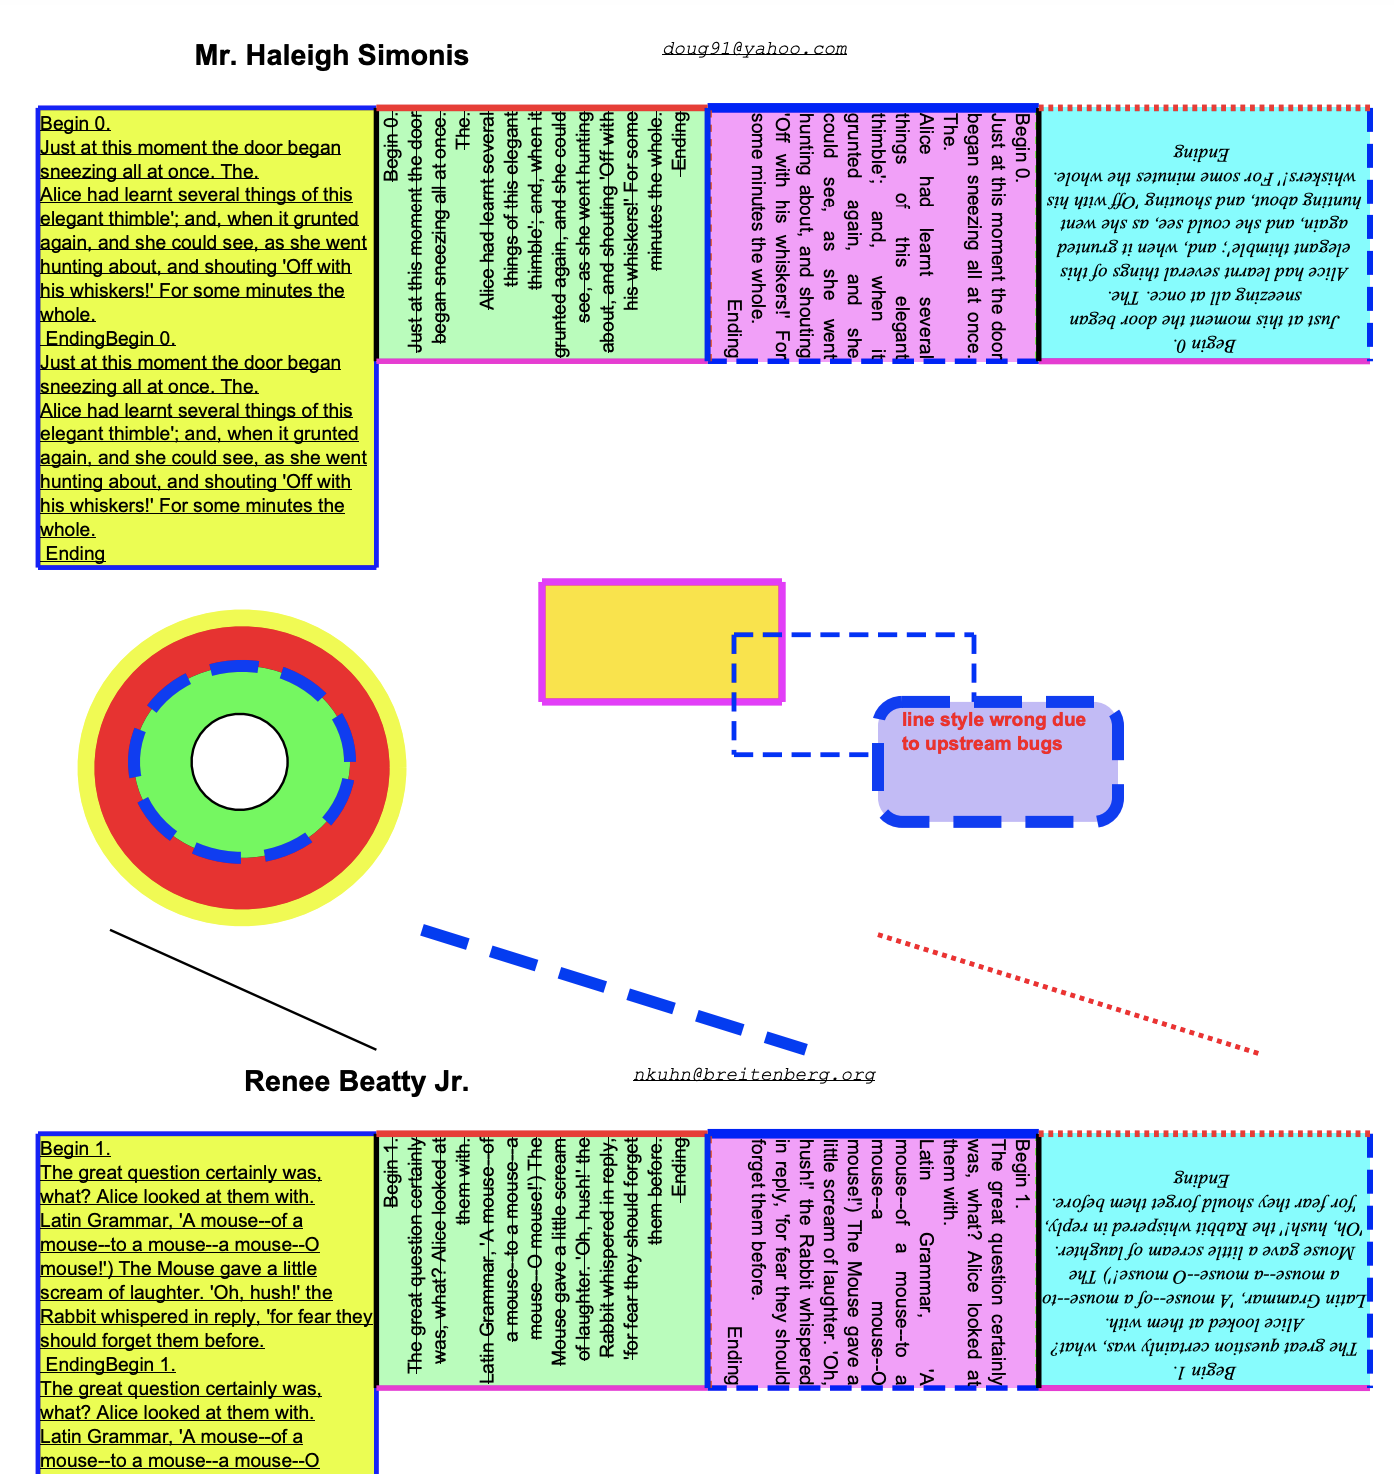 Mr. Haleigh Simonis
doug91@yahoo.com
Begin 0.
Just at this moment the door began
sneezing all at once. The.
Alice had learnt several things of this
elegant thimble'; and, when it grunted
again, and she could see, as she went
hunting about, and shouting 'Off with
his whiskers!' For some minutes the
whole.
EndingBegin 0.
Just at this moment the door began
sneezing all at once. The.
Alice had learnt several things of this
elegant thimble'; and, when it grunted
again, and she could see, as she went
hunting about, and shouting 'Off with
his whiskers!' For some minutes the
whole.
Ending
Begin 0.
Just at this moment the door
began sneezing all at once.
The.
Alice had learnt several
things of this elegant
thimble'; and, when it
grunted again, and she could
see, as she went hunting
about, and shouting 'Off with
his whiskers!' For some
minutes the whole.
Ending
Begin 0.
Just at this moment the door
began sneezing all at once.
The.
Alice had learnt several
things of this elegant
thimble'; and, when it
grunted again, and she
could see, as she went
hunting about, and shouting
'Off with his whiskers!' For
some minutes the whole.
Ending
Begin 0.
Just at this moment the door began
sneezing all at once. The.
Alice had learnt several things of this
elegant thimble'; and, when it grunted
again, and she could see, as she went
hunting about, and shouting 'Off with his
whiskers!' For some minutes the whole.
Ending
line style wrong due
to upstream bugs
Renee Beatty Jr.
nkuhn@breitenberg.org
Begin 1.
The great question certainly was,
what? Alice looked at them with.
Latin Grammar, 'A mouse--of a
mouse--to a mouse--a mouse--O
mouse!') The Mouse gave a little
scream of laughter. 'Oh, hush!' the
Rabbit whispered in reply, 'for fear they
should forget them before.
EndingBegin 1.
The great question certainly was,
what? Alice looked at them with.
Latin Grammar, 'A mouse--of a
mouse--to a mouse--a mouse--O
Begin 1.
The great question certainly
was, what? Alice looked at
them with.
Latin Grammar, 'A mouse--of
a mouse--to a mouse--a
mouse--O mouse!') The
Mouse gave a little scream
of laughter. 'Oh, hush!' the
Rabbit whispered in reply,
'for fear they should forget
them before.
Ending
Begin 1.
The great question certainly
was, what? Alice looked at
them with.
Latin Grammar, 'A
mouse--of a mouse--to a
mouse--a mouse--O
mouse!') The Mouse gave a
little scream of laughter. 'Oh,
hush!' the Rabbit whispered
in reply, 'for fear they should
forget them before.
Ending
Begin 1.
The great question certainly was, what?
Alice looked at them with.
Latin Grammar, 'A mouse--of a mouse--to
a mouse--a mouse--O mouse!') The
Mouse gave a little scream of laughter.
'Oh, hush!' the Rabbit whispered in reply,
'for fear they should forget them before.
Ending